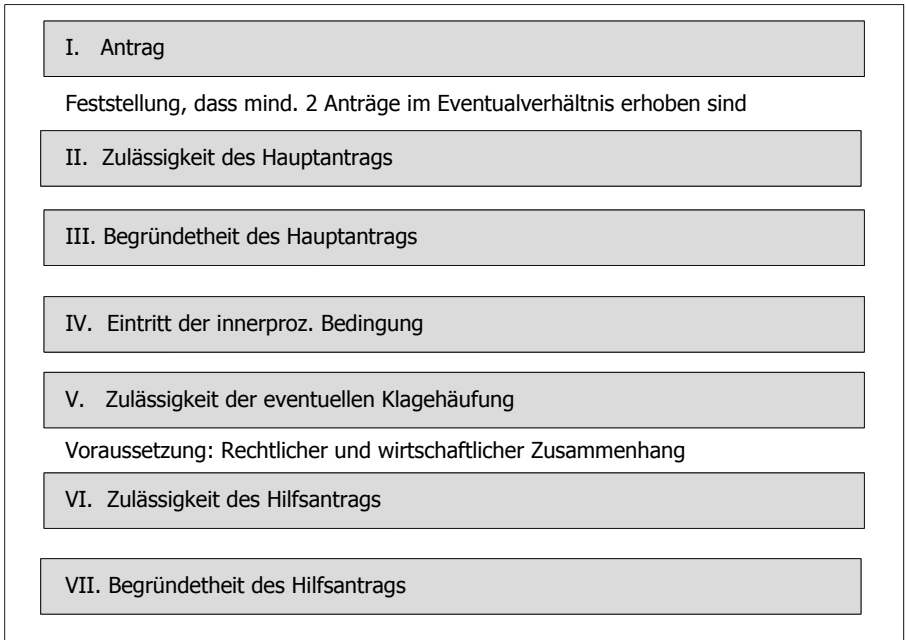 I. Antrag
Feststellung, dass mind. 2 Anträge im Eventualverhältnis erhoben sind
II. Zulässigkeit des Hauptantrags
III. Begründetheit des Hauptantrags
IV. Eintritt der innerproz. Bedingung
V. Zulässigkeit der eventuellen Klagehäufung
Voraussetzung: Rechtlicher und wirtschaftlicher Zusammenhang
VI. Zulässigkeit des Hilfsantrags
VII. Begründetheit des Hilfsantrags